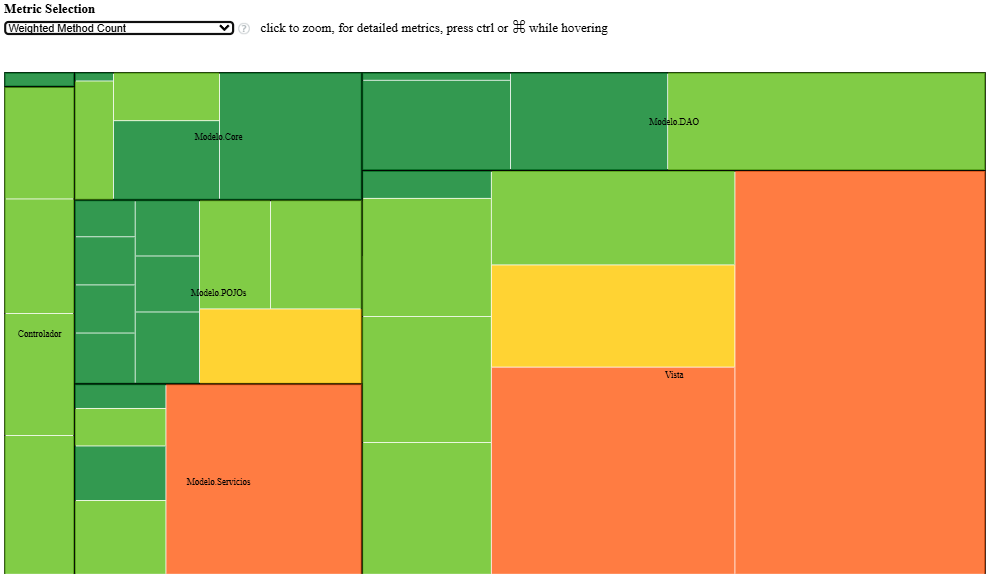 Metric Selection
Weighted Method Count
? click to zoom, for detailed metrics, press ctrl or ⌘ while hovering
Modelo.DAO
Modelo.Core
Modelo.POJOs
Controlador
Vista
Modelo.Servicios